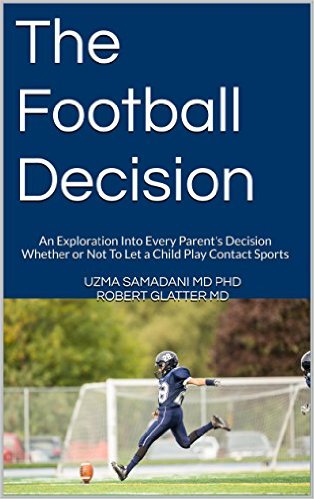 The
Football
Decision
An Exploration Into Every Parent's Decision
Whether or Not To Let a Child Play Contact Sports
UZMA SAMADANI MD PHD
ROBERT GLATTER MD